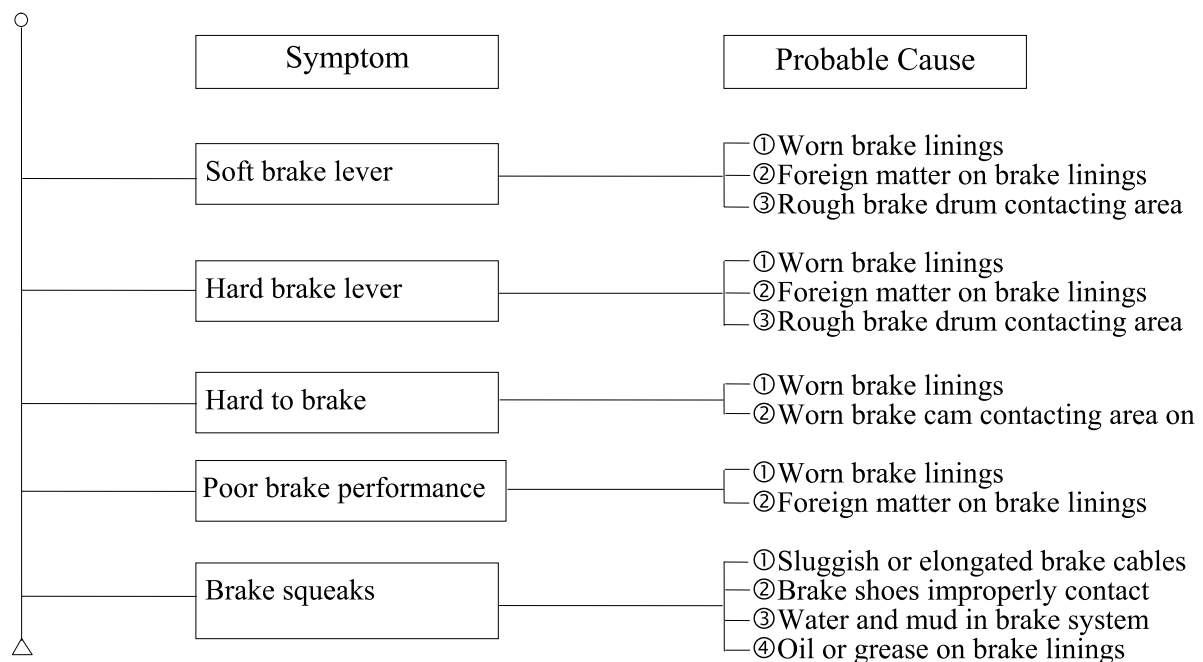 Symptom
Probable Cause
Soft brake lever
①Worn brake linings
②Foreign matter on brake linings
③Rough brake drum contacting area
Hard brake lever
①Worn brake linings
②Foreign matter on brake linings
③Rough brake drum contacting area
Hard to brake
①Worn brake linings
②Worn brake cam contacting area on
Poor brake performance
①Worn brake linings
②Foreign matter on brake linings
Brake squeaks
①Sluggish or elongated brake cables
②Brake shoes improperly contact
③Water and mud in brake system
④Oil or grease on brake linings